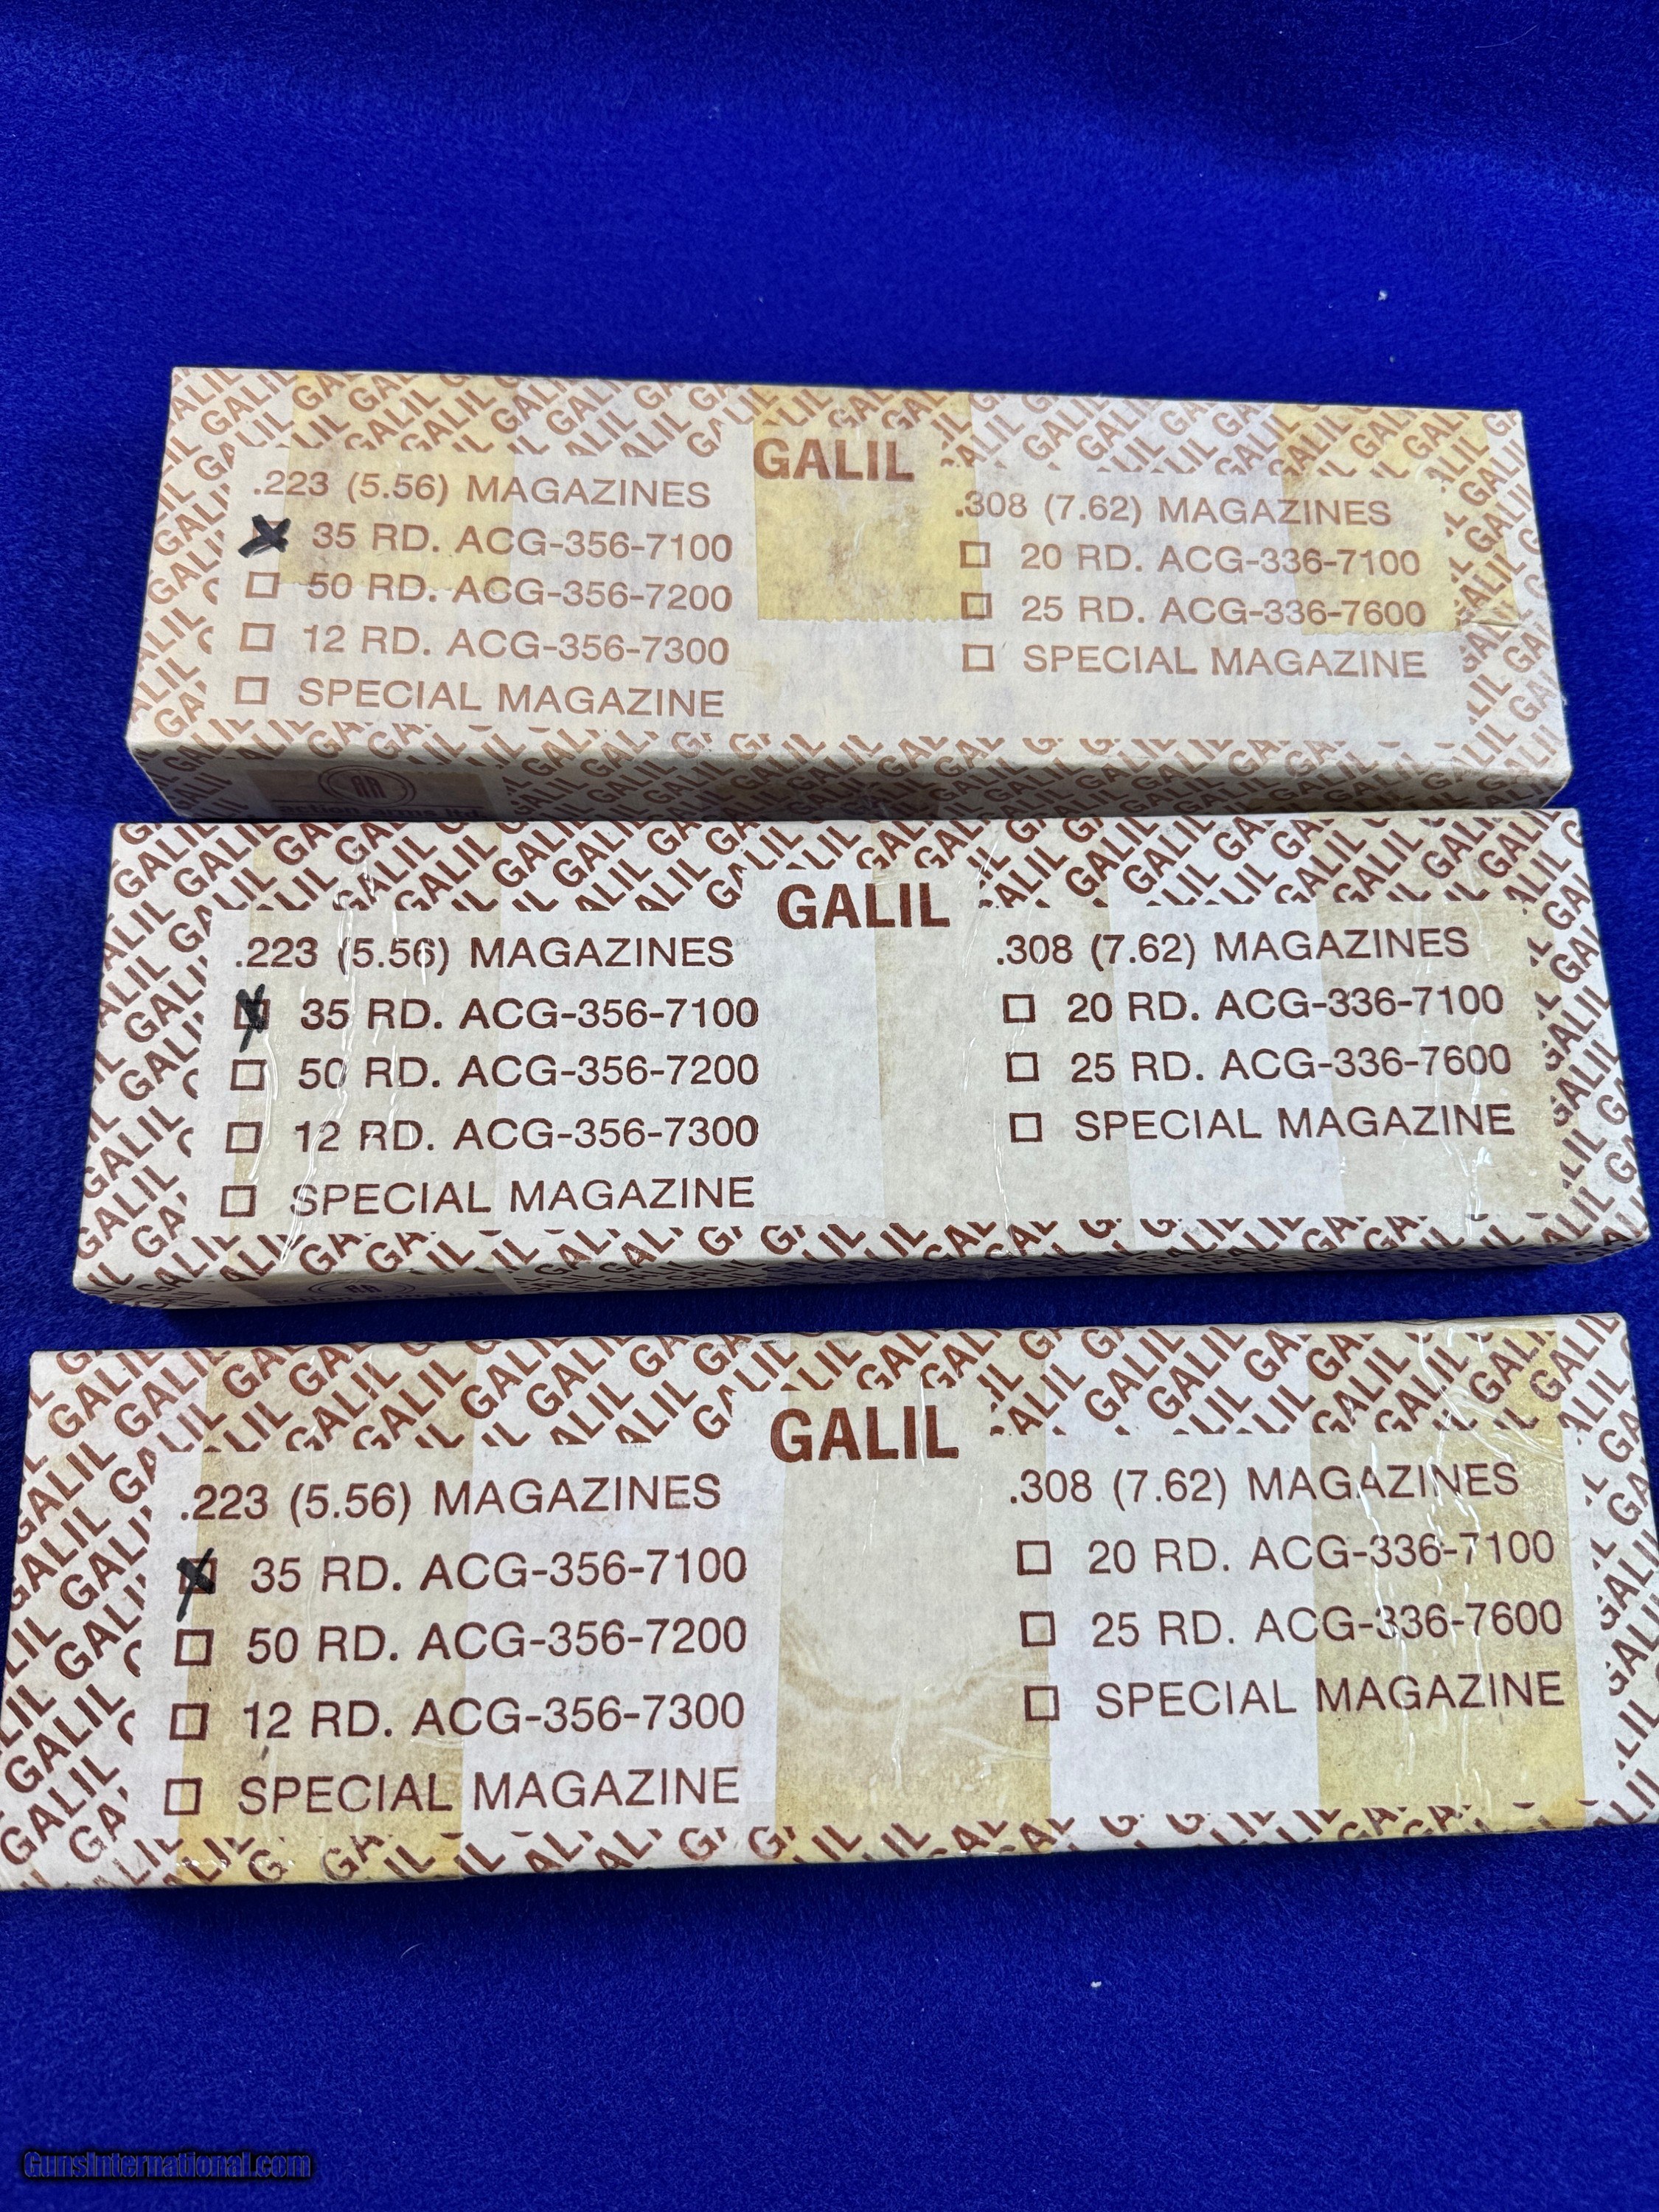 GALIL
.223 (5.56) MAGAZINES
35 RD. ACG-356-7100
50 RD. ACG-356-7200
12 RD. ACG-356-7300
SPECIAL MAGAZINE
.308 (7.62) MAGAZINES
20 RD. ACG-336-7100
25 RD. ACG-336-7600
SPECIAL MAGAZINE
GALIL
.223 (5.56) MAGAZINES
35 RD. ACG-356-7100
50 RD. ACG-356-7200
12 RD. ACG-356-7300
SPECIAL MAGAZINE
.308 (7.62) MAGAZINES
20 RD. ACG-336-7100
25 RD. ACG-336-7600
SPECIAL MAGAZINE
GALIL
.223 (5.56) MAGAZINES
35 RD. ACG-356-7100
50 RD. ACG-356-7200
12 RD. ACG-356-7300
SPECIAL MAGAZINE
.308 (7.62) MAGAZINES
20 RD. ACG-336-7100
25 RD. ACG-336-7600
SPECIAL MAGAZINE
GunsInternational.com